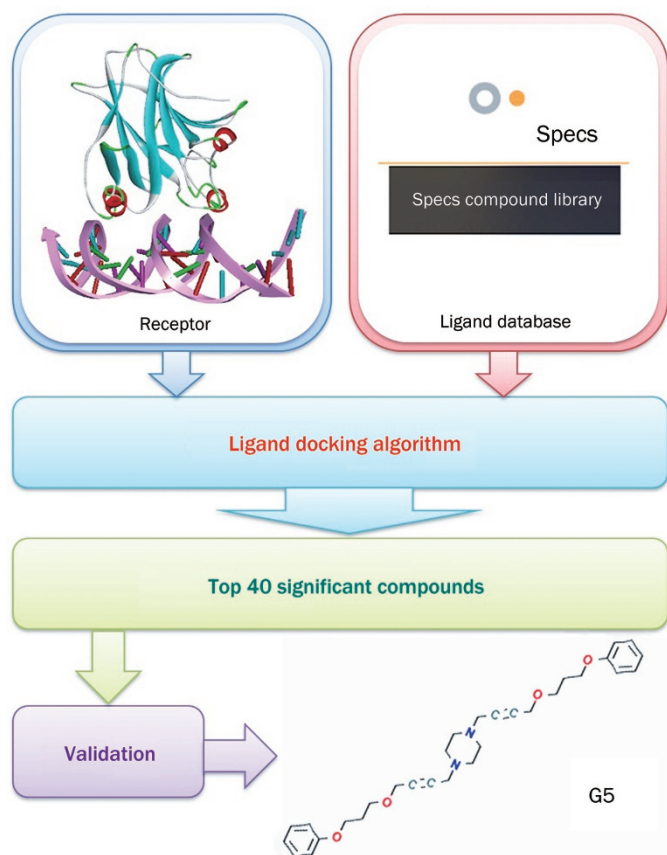 Specs
Specs compound library
Receptor
Ligand database
Ligand docking algorithm
Top 40 significant compounds
Validation
O
O
C
C
N
N
C
C
O
O
G5